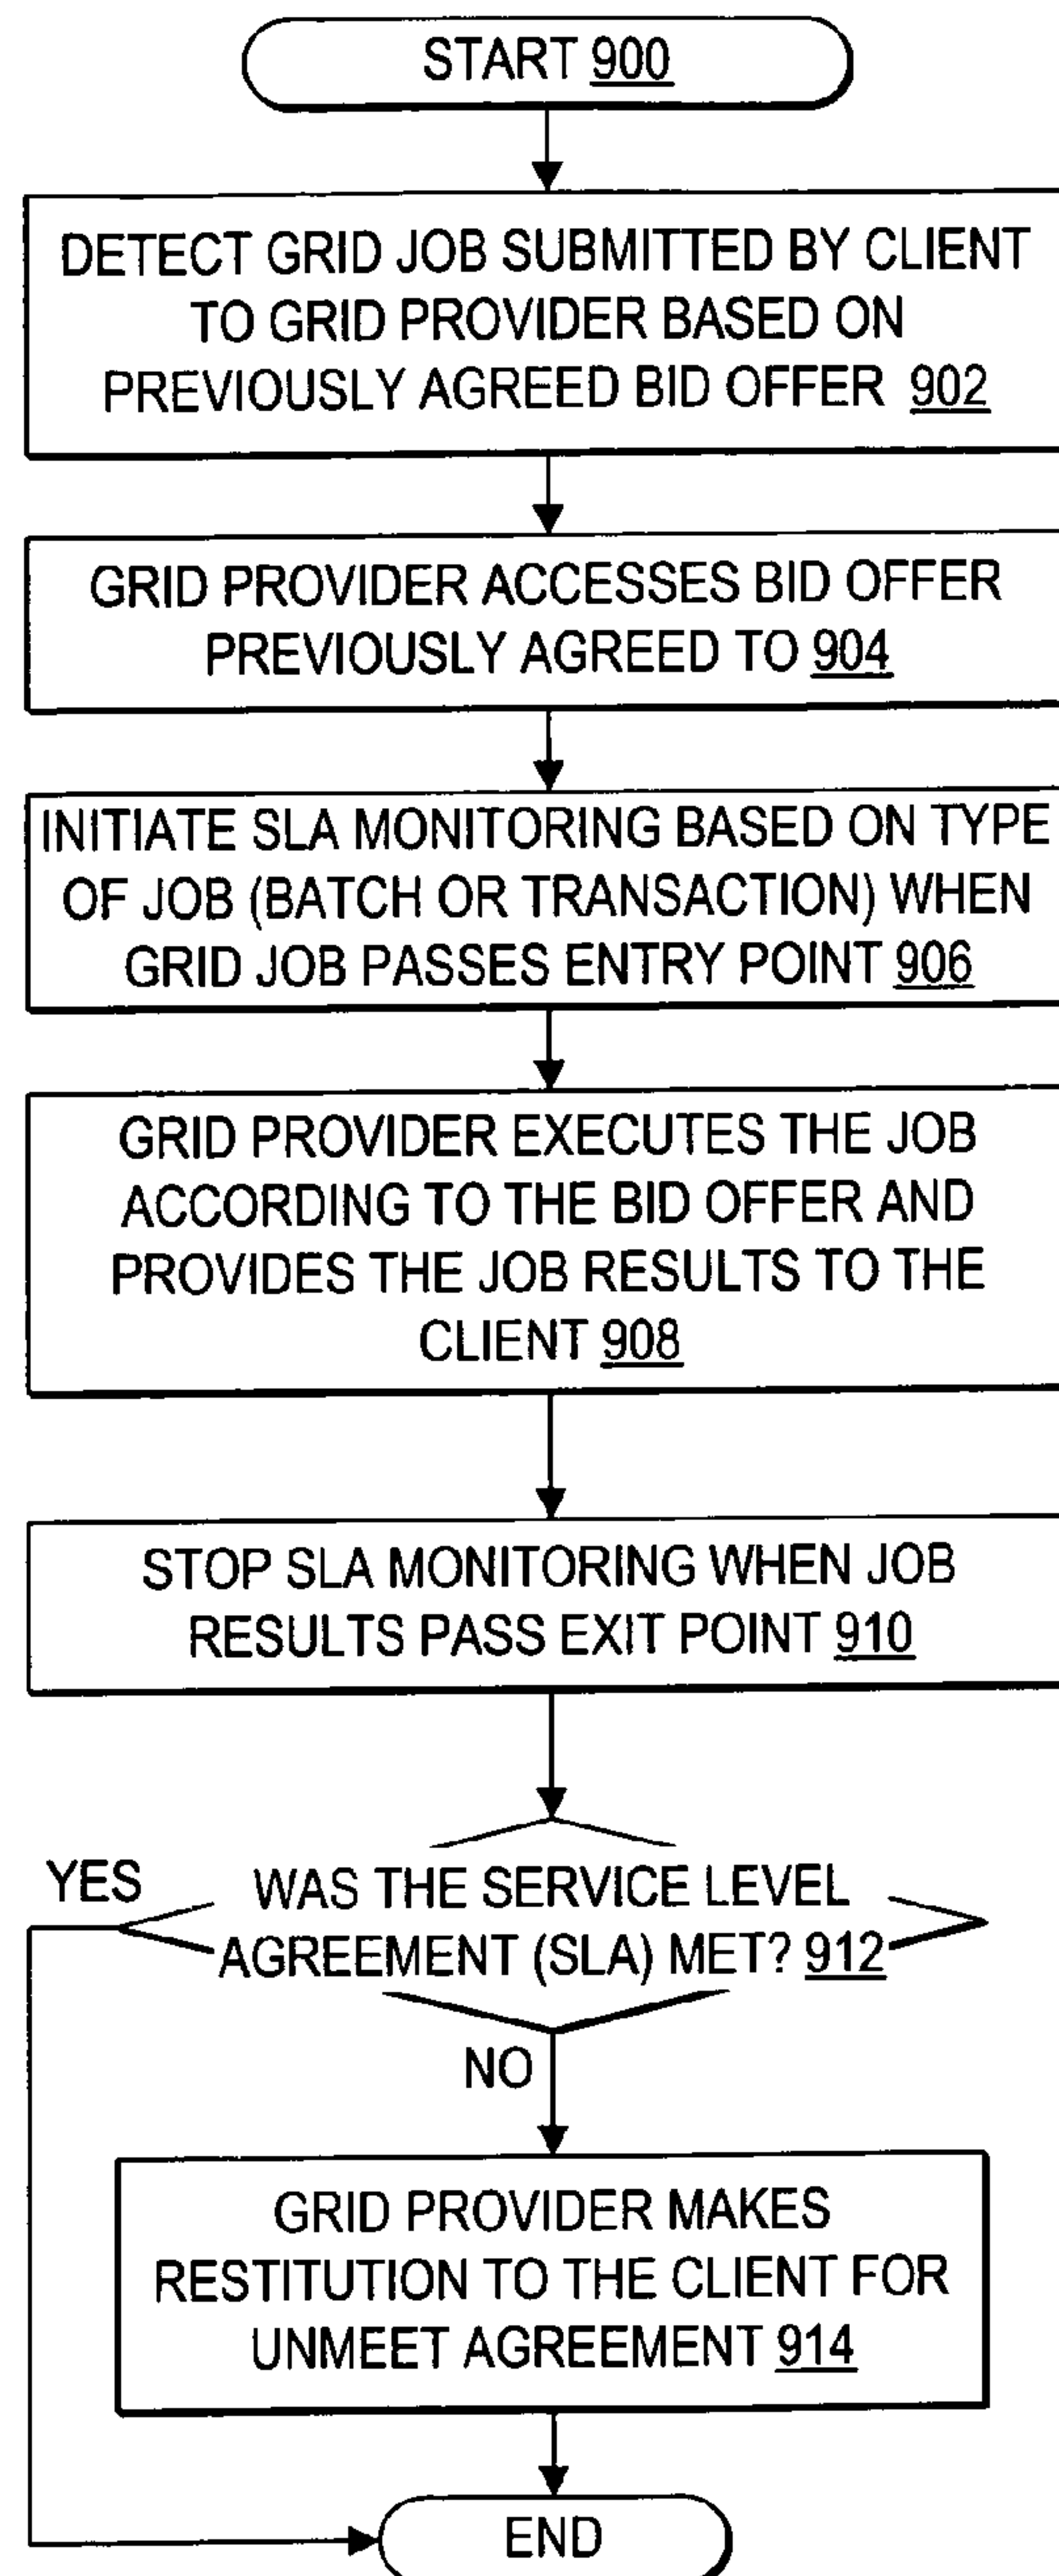 START 900
DETECT GRID JOB SUBMITTED BY CLIENT
TO GRID PROVIDER BASED ON
PREVIOUSLY AGREED BID OFFER 902
GRID PROVIDER ACCESSES BID OFFER
PREVIOUSLY AGREED TO 904
INITIATE SLA MONITORING BASED ON TYPE
OF JOB (BATCH OR TRANSACTION) WHEN
GRID JOB PASSES ENTRY POINT 906
GRID PROVIDER EXECUTES THE JOB
ACCORDING TO THE BID OFFER AND
PROVIDES THE JOB RESULTS TO THE
CLIENT 908
STOP SLA MONITORING WHEN JOB
RESULTS PASS EXIT POINT 910
YES
WAS THE SERVICE LEVEL
AGREEMENT (SLA) MET? 912
NO
GRID PROVIDER MAKES
RESTITUTION TO THE CLIENT FOR
UNMEET AGREEMENT 914
END